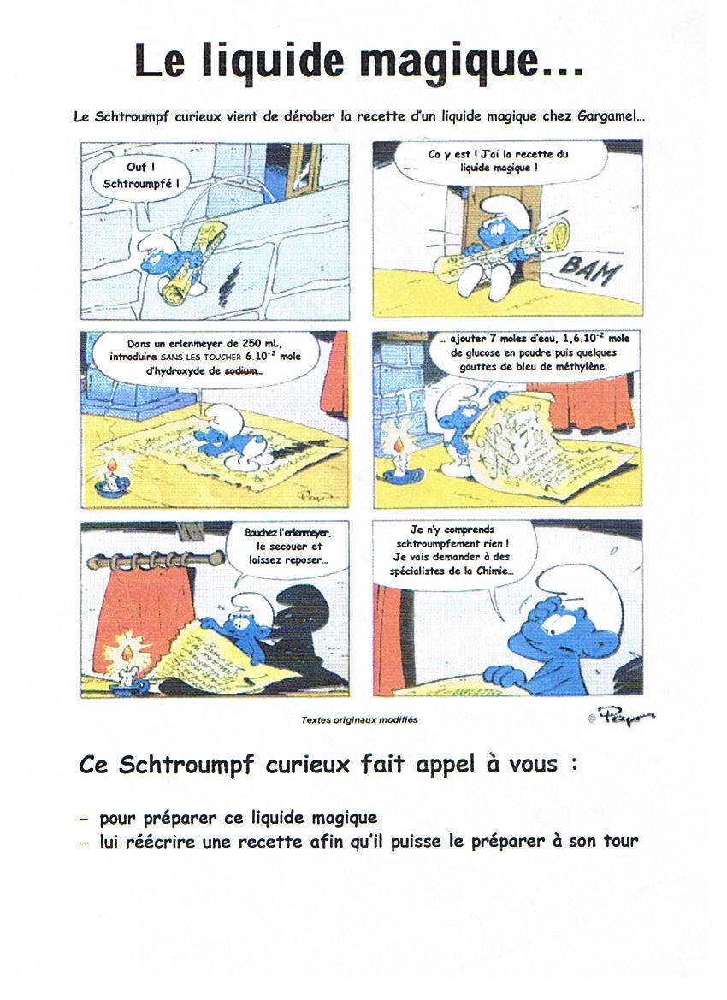 Le liquide magique...
Le Schtroumpf curieux vient de dérober la recette d'un liquide magique chez Gargamel...
Ouf !
Schtroumpfé !
Ca y est ! J'ai la recette du
liquide magique !
BAM
Dans un erlenmeyer de 250 mL,
introduire SANS LES TOUCHER 6.10⁻² mole
d'hydroxyde de sodium...
... ajouter 7 moles d'eau, 1,6.10⁻² mole
de glucose en poudre puis quelques
gouttes de bleu de méthylène.
Peyo
Bouchez l'erlenmeyer,
le secouer et
laissez reposer...
Je n'y comprends
schtroumpfement rien !
Je vais demander à des
spécialistes de la Chimie...
Textes originaux modifiés
© Peyo
Ce Schtroumpf curieux fait appel à vous :
– pour préparer ce liquide magique
– lui réécrire une recette afin qu'il puisse le préparer à son tour